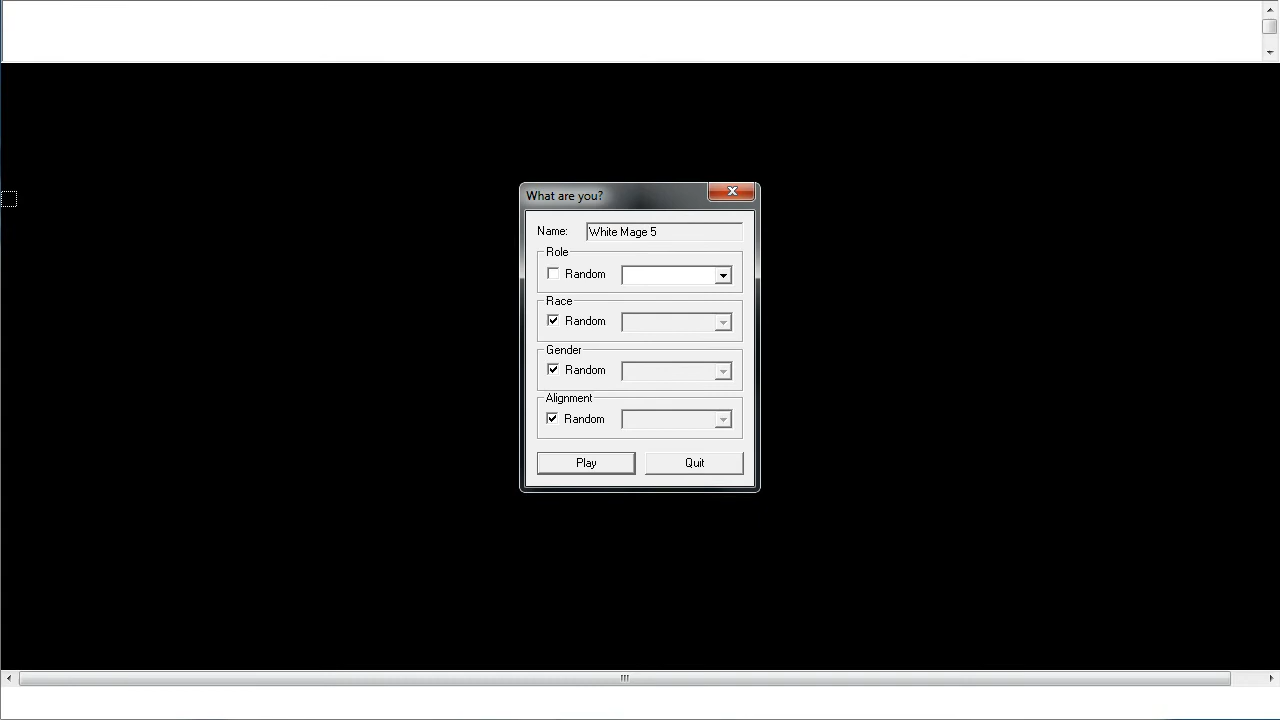 What are you?
Name: White Mage 5
Role
Random
Race
Random
Gender
Random
Alignment
Random
Play Quit